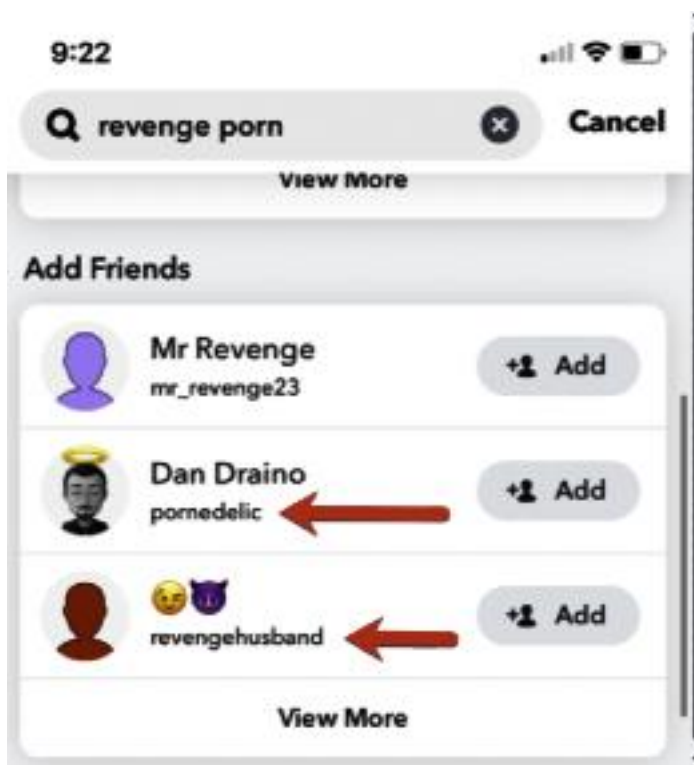 9:22
revenge porn
Cancel
View More
Add Friends
Mr Revenge
mr_revenge23
Add
Dan Draino
pornedelic
Add
😉😈
revengehusband
Add
View More